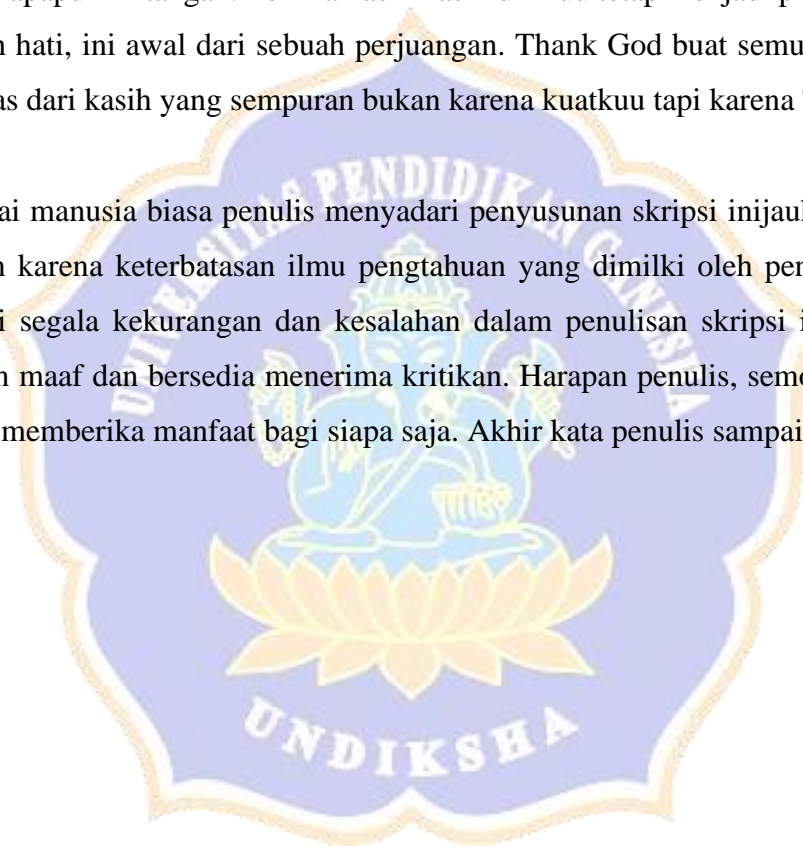 n hati, ini awal dari sebuah perjuangan. Thank God buat semu
as dari kasih yang sempuran bukan karena kuatkuu tapi karena
ai manusia biasa penulis menyadari penyusunan skripsi inijaul
n karena keterbatasan ilmu pengtahuan yang dimilki oleh pen
i segala kekurangan dan kesalahan dalam penulisan skripsi i
n maaf dan bersedia menerima kritikan. Harapan penulis, semo
memberika manfaat bagi siapa saja. Akhir kata penulis sampai
UNIVERSITAS PENDIDIKAN GANESHA
UNDIKSHA